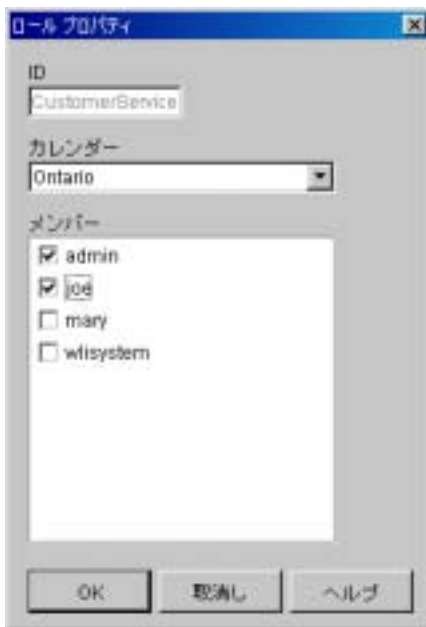 ロール プロパティ
ID
CustomerService
カレンダー
Ontario
メンバー
admin
joe
mary
wlisystem
OK
取消し
ヘルプ